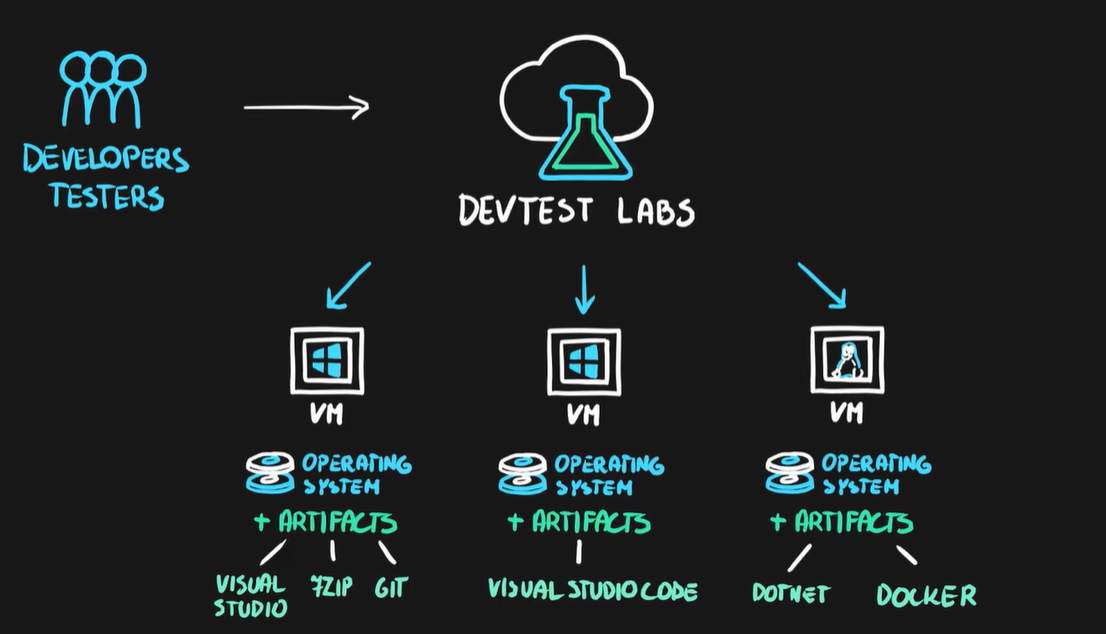 DEVELOPERS
TESTERS
DEVTEST LABS
VM
VM
VM
OPERATING
SYSTEM
+ ARTIFACTS
OPERATING
SYSTEM
+ ARTIFACTS
OPERATING
SYSTEM
+ ARTIFACTS
VISUAL
STUDIO
7ZIP
GIT
VISUAL STUDIO CODE
DOTNET
DOCKER